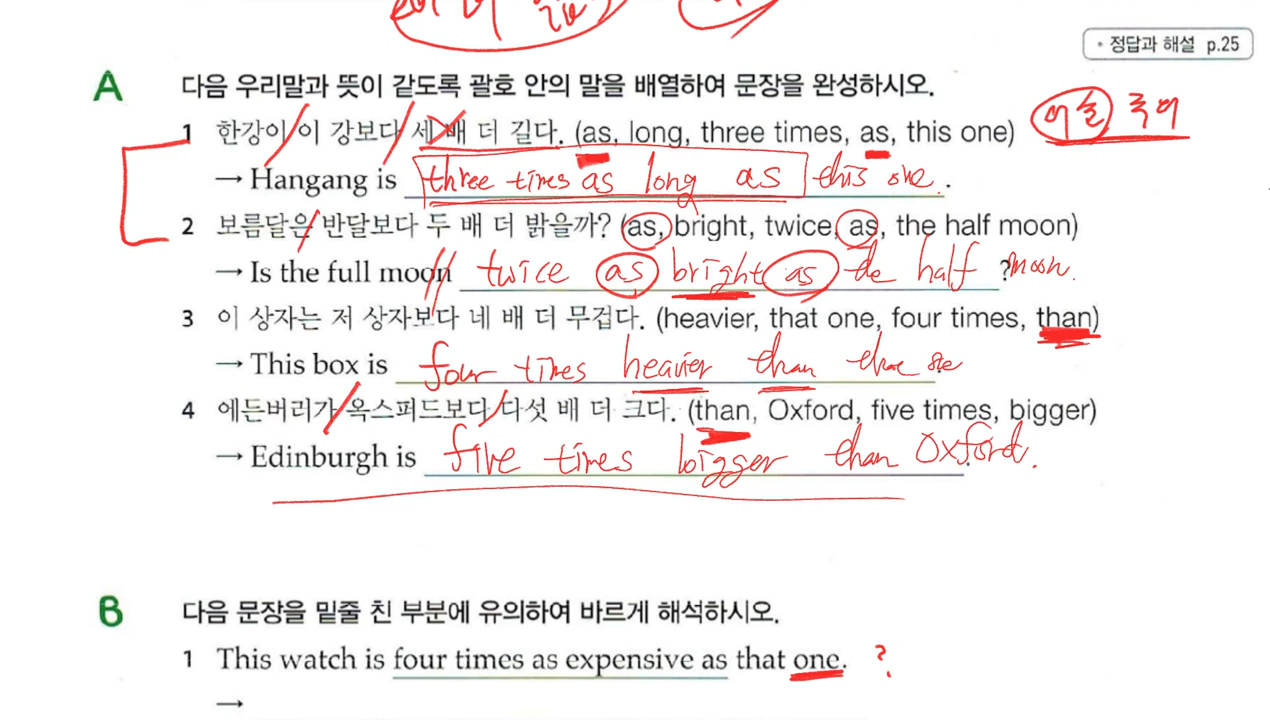 • 정답과 해설 p.25
A 다음 우리말과 뜻이 같도록 괄호 안의 말을 배열하여 문장을 완성하시오.
어순 국어
1 한강이 이 강보다 세 배 더 길다. (as, long, three times, as, this one)
→ Hangang is three times as long as this one.
2 보름달은 반달보다 두 배 더 밝을까? (as, bright, twice, as, the half moon)
→ Is the full moon twice as bright as the half ? moon.
3 이 상자는 저 상자보다 네 배 더 무겁다. (heavier, that one, four times, than)
→ This box is four times heavier than
4 에든버러가 옥스퍼드보다 다섯 배 더 크다. (than, Oxford, five times, bigger)
→ Edinburgh is five times bigger than Oxford.
B 다음 문장을 밑줄 친 부분에 유의하여 바르게 해석하시오.
1 This watch is four times as expensive as that one. ?
→